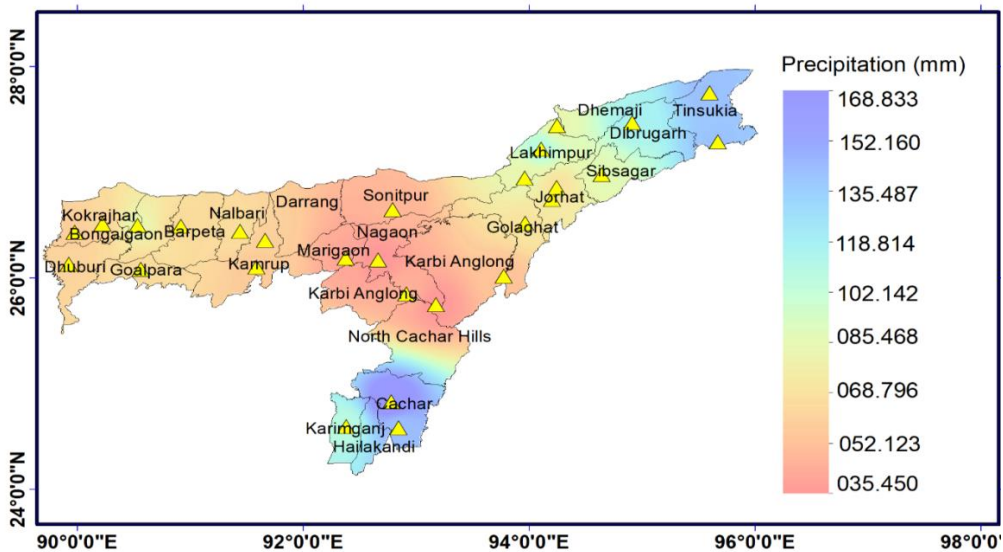 Precipitation (mm)
168.833
152.160
135.487
118.814
102.142
085.468
068.796
052.123
035.450
28°0'0"N
26°0'0"N
24°0'0"N
Dhemaji
Tinsukia
Dibrugarh
Lakhimpur
Sibsagar
Jorhat
Golaghat
Sonitpur
Darrang
Nalbari
Kokrajhar
Bongaigaon
Barpeta
Nagaon
Marigaon
Kamrup
Dhuburi
Goalpara
Karbi Anglong
Karbi Anglong
North Cachar Hills
Cachar
Karimganj
Hailakandi
90°0'0"E
92°0'0"E
94°0'0"E
96°0'0"E
98°0'0"